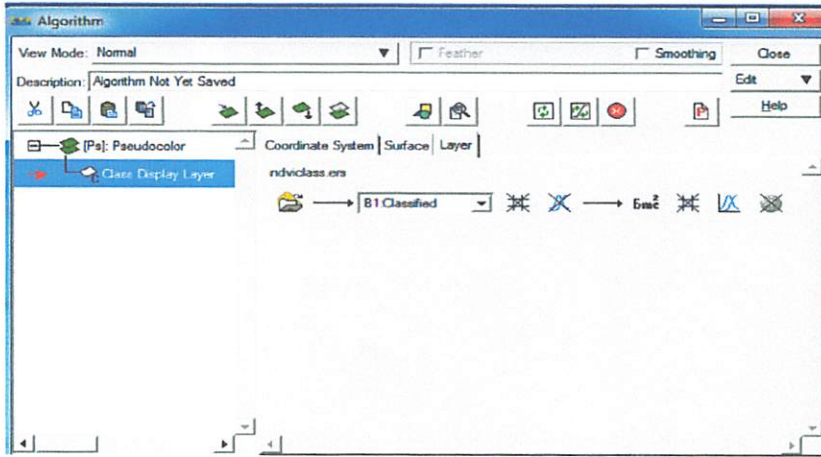 Algorithm
View Mode: Normal
Feather
Smoothing
Close
Description: Algorithm Not Yet Saved
Edit
Help
[Ps]: Pseudocolor
Coordinate System Surface Layer
Class Display Layer
ndviclass.ers
B1:Classified